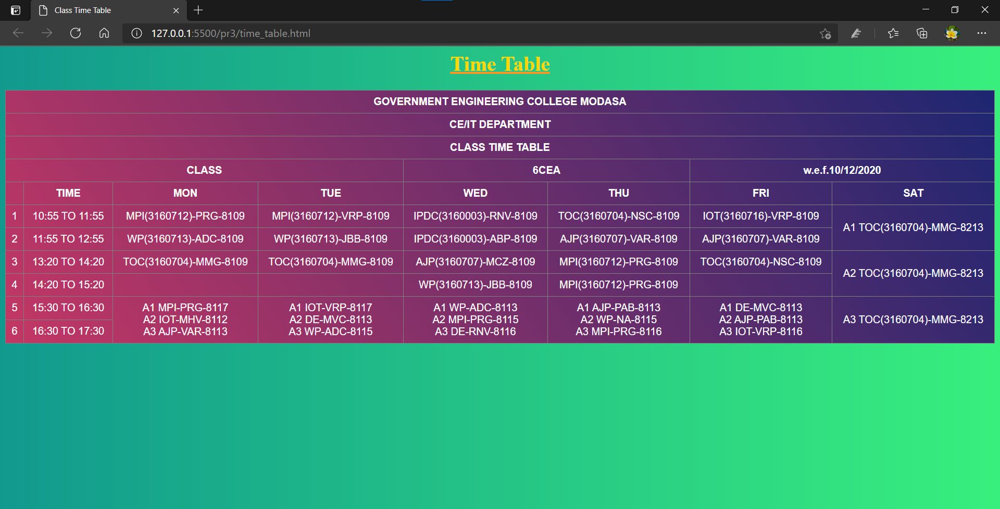 Class Time Table
127.0.0.1:5500/pr3/time_table.html
Time Table
GOVERNMENT ENGINEERING COLLEGE MODASA
CE/IT DEPARTMENT
CLASS TIME TABLE
CLASS 6CEA w.e.f.10/12/2020
TIME MON TUE WED THU FRI SAT
1 10:55 TO 11:55 MPI(3160712)-PRG-8109 MPI(3160712)-VRP-8109 IPDC(3160003)-RNV-8109 TOC(3160704)-NSC-8109 IOT(3160716)-VRP-8109
A1 TOC(3160704)-MMG-8213
2 11:55 TO 12:55 WP(3160713)-ADC-8109 WP(3160713)-JBB-8109 IPDC(3160003)-ABP-8109 AJP(3160707)-VAR-8109 AJP(3160707)-VAR-8109
3 13:20 TO 14:20 TOC(3160704)-MMG-8109 TOC(3160704)-MMG-8109 AJP(3160707)-MCZ-8109 MPI(3160712)-PRG-8109 TOC(3160704)-NSC-8109
A2 TOC(3160704)-MMG-8213
4 14:20 TO 15:20 WP(3160713)-JBB-8109 MPI(3160712)-PRG-8109
5 15:30 TO 16:30 A1 MPI-PRG-8117 A1 IOT-VRP-8117 A1 WP-ADC-8113 A1 AJP-PAB-8113 A1 DE-MVC-8113
A2 IOT-MHV-8112 A2 DE-MVC-8113 A2 MPI-PRG-8115 A2 WP-NA-8115 A2 AJP-PAB-8113 A3 TOC(3160704)-MMG-8213
6 16:30 TO 17:30 A3 AJP-VAR-8113 A3 WP-ADC-8115 A3 DE-RNV-8116 A3 MPI-PRG-8116 A3 IOT-VRP-8116